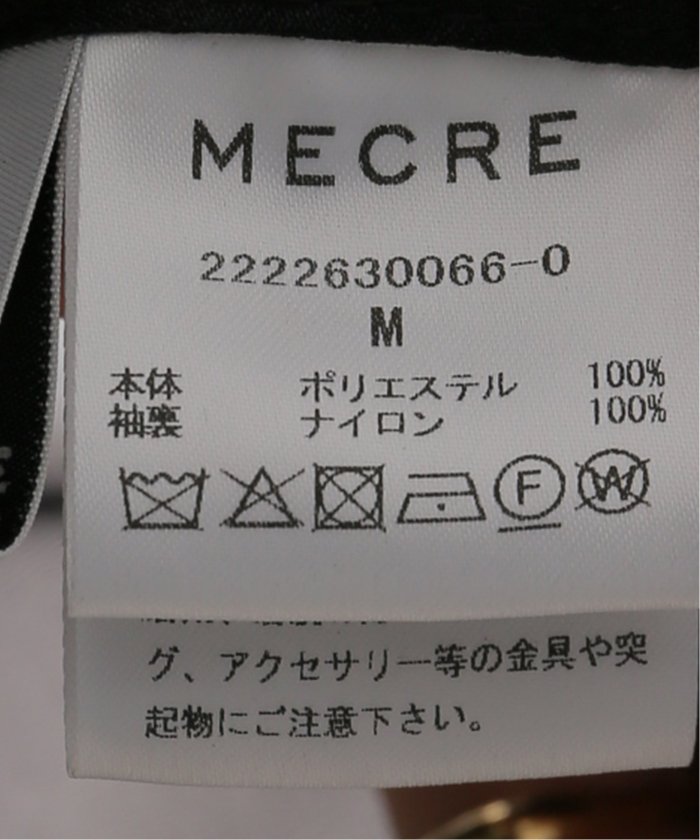 MECRE
2222630066-0
M
本体 ポリエステル 100%
袖裏 ナイロン 100%
F W
グ、アクセサリー等の金具や突
起物にご注意下さい。